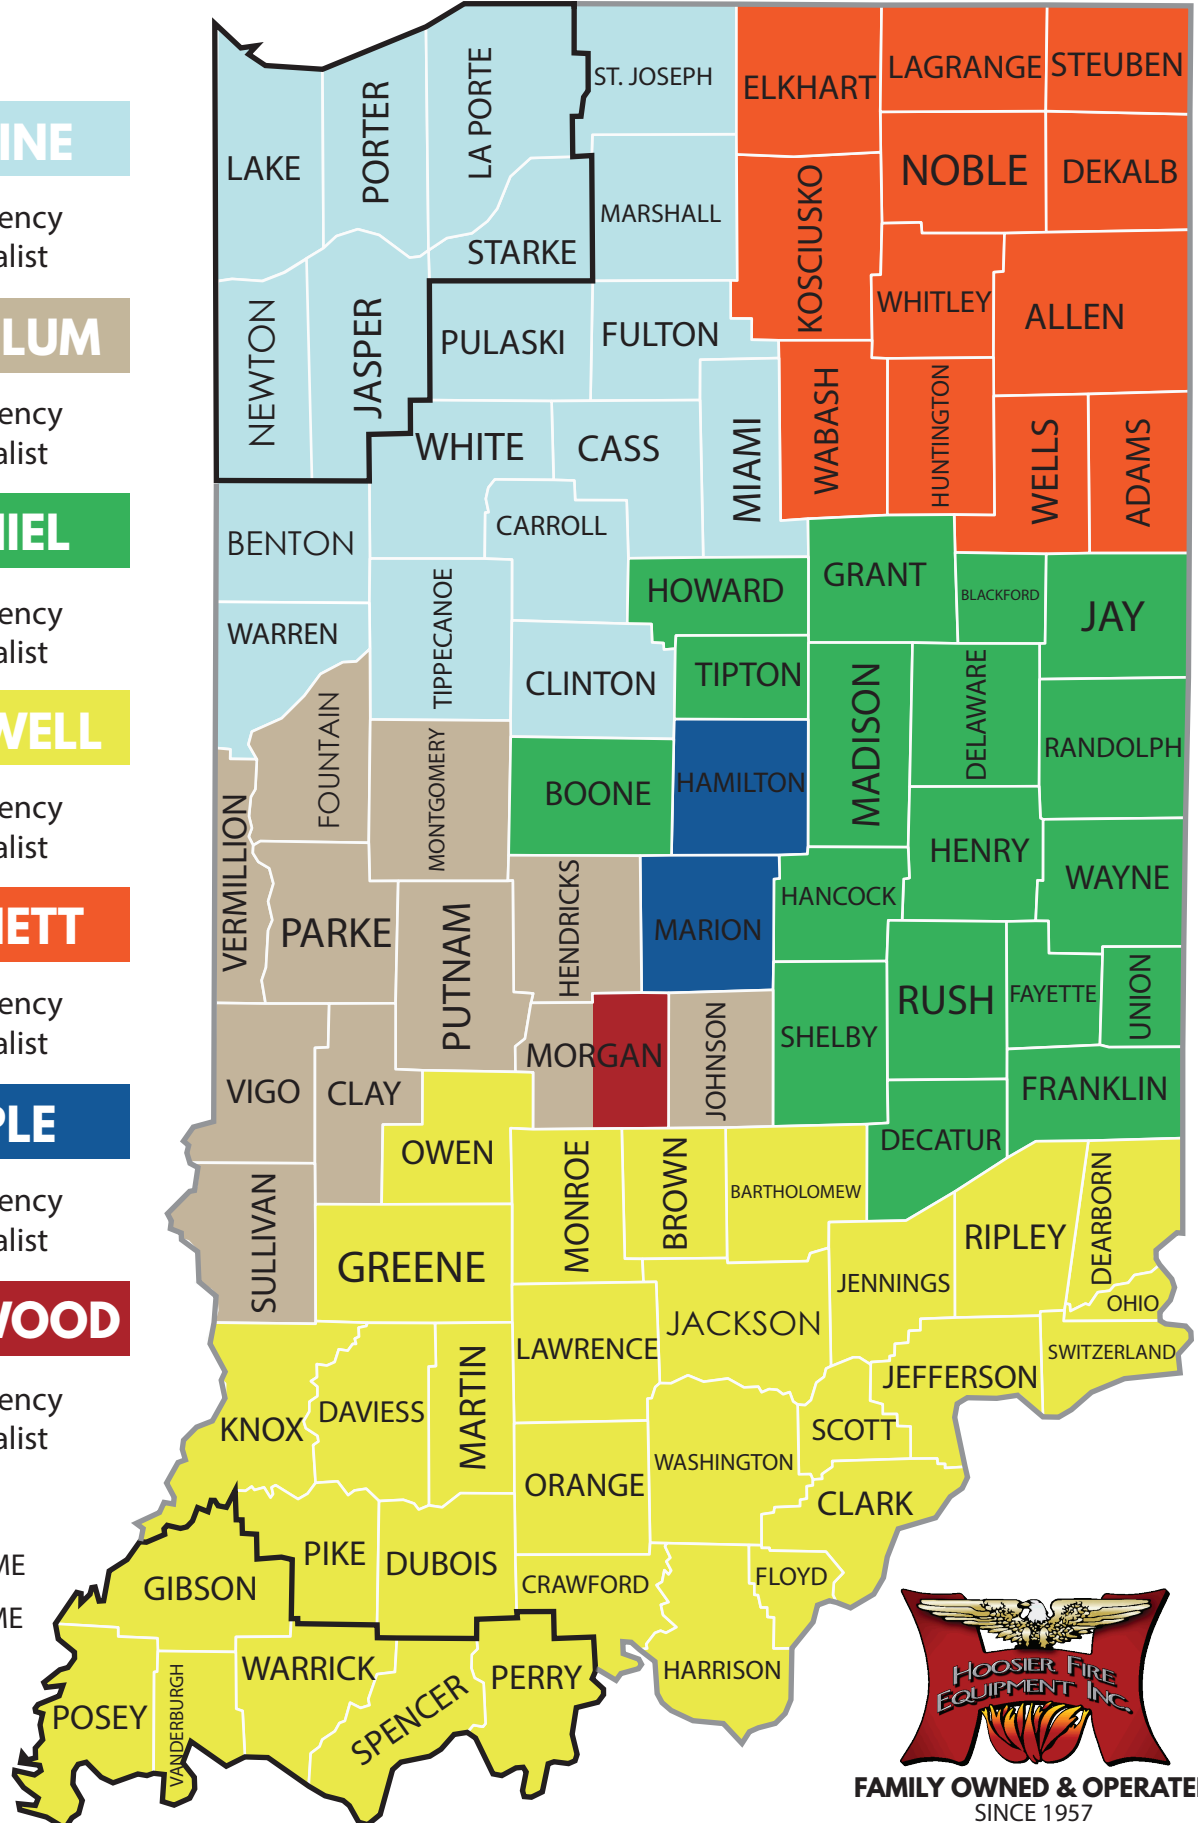 INE
ency
alist
LUM
ency
alist
HIEL
ency
alist
WELL
ency
alist
NETT
ency
alist
PLE
ency
alist
WOOD
ency
alist
ME
ME
LAKE
PORTER
LA PORTE
ST. JOSEPH
ELKHART
LAGRANGE
STEUBEN
NOBLE
DEKALB
MARSHALL
KOSCIUSKO
STARKE
NEWTON
JASPER
PULASKI
FULTON
WHITLEY
ALLEN
WHITE
CASS
MIAMI
WABASH
HUNTINGTON
WELLS
ADAMS
BENTON
CARROLL
HOWARD
GRANT
BLACKFORD
JAY
WARREN
TIPPECANOE
CLINTON
TIPTON
MADISON
DELAWARE
RANDOLPH
FOUNTAIN
MONTGOMERY
BOONE
HAMILTON
HENRY
WAYNE
VERMILLION
PARKE
PUTNAM
HENDRICKS
MARION
HANCOCK
RUSH
FAYETTE
UNION
VIGO
CLAY
MORGAN
JOHNSON
SHELBY
FRANKLIN
OWEN
DECATUR
SULLIVAN
GREENE
MONROE
BROWN
BARTHOLOMEW
RIPLEY
DEARBORN
JENNINGS
OHIO
LAWRENCE
JACKSON
SWITZERLAND
JEFFERSON
KNOX
DAVIESS
MARTIN
SCOTT
ORANGE
WASHINGTON
CLARK
GIBSON
PIKE
DUBOIS
CRAWFORD
FLOYD
HARRISON
POSEY
VANDERBURGH
WARRICK
SPENCER
PERRY
HOOSIER FIRE
EQUIPMENT INC.
FAMILY OWNED & OPERATE
SINCE 1957